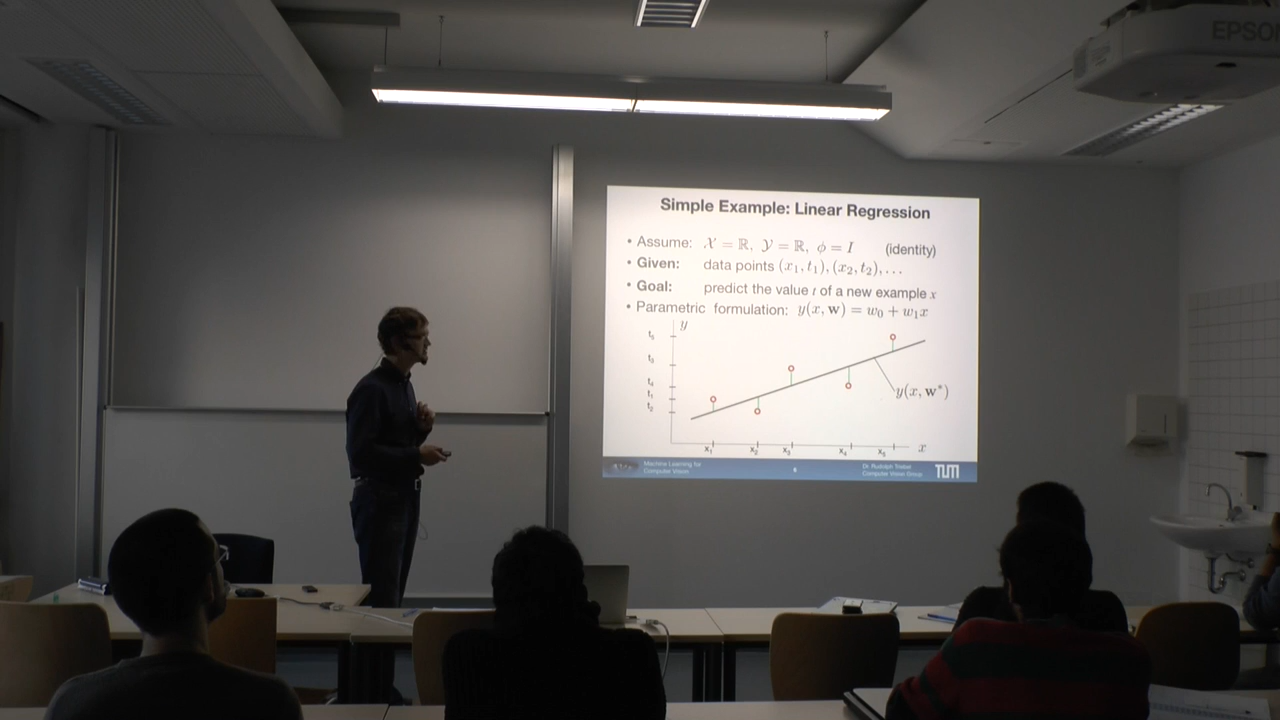 EPSON
Simple Example: Linear Regression
• Assume: 𝒳 = ℝ, 𝒴 = ℝ, ϕ = I (identity)
• Given: data points (x₁, t₁), (x₂, t₂), ...
• Goal: predict the value t of a new example x
• Parametric formulation: y(x, w) = w₀ + w₁x
y
t₅
t₃
t₄
t₁
t₂
y(x, w*)
x₁ x₂ x₃ x₄ x₅ x
Machine Learning for
Computer Vision
6
Dr. Rudolph Triebel
Computer Vision Group
TUM